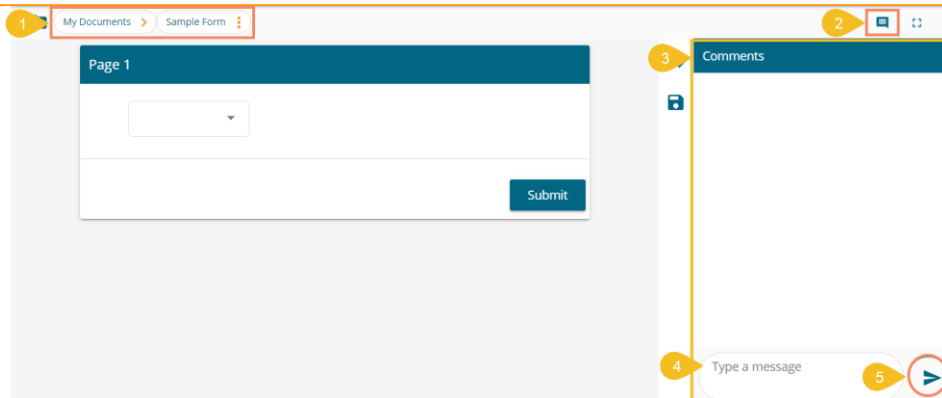 1 My Documents > Sample Form 2
Page 1
3 Comments
Submit
4 Type a message 5